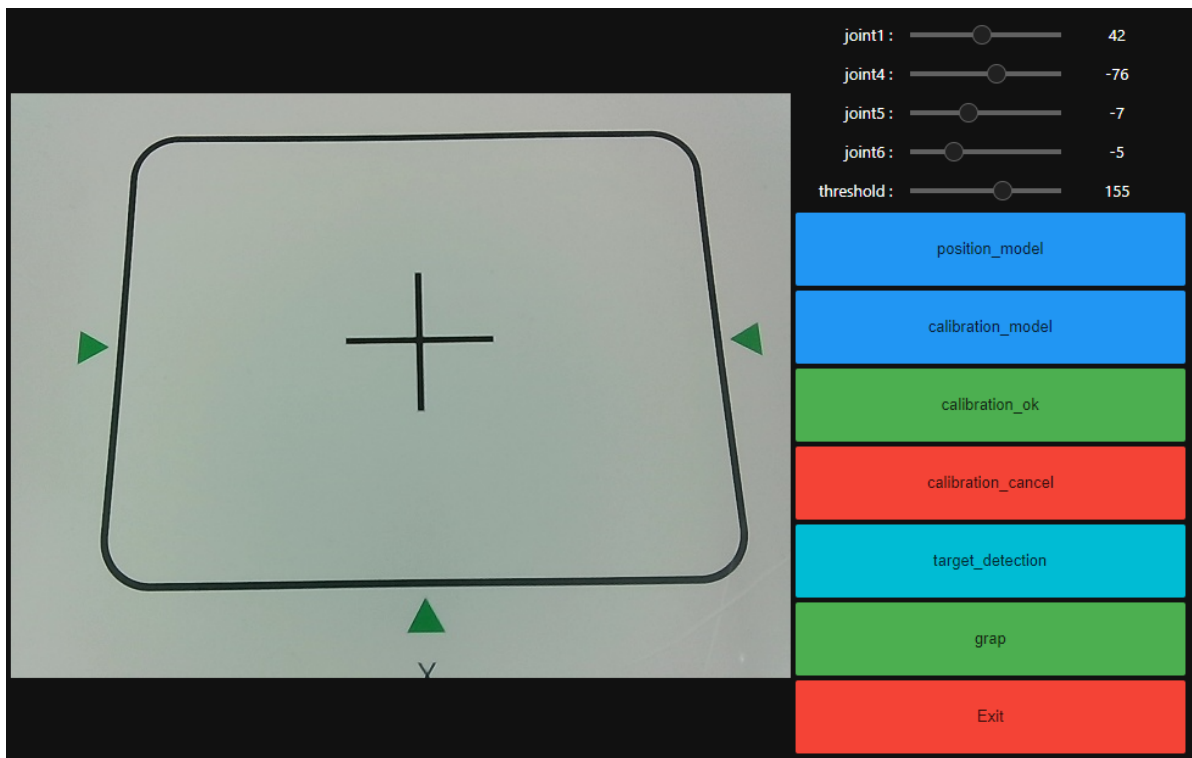 joint1 : 42
joint4 : -76
joint5 : -7
joint6 : -5
threshold : 155
position_model
calibration_model
calibration_ok
calibration_cancel
target_detection
grap
Exit
Y